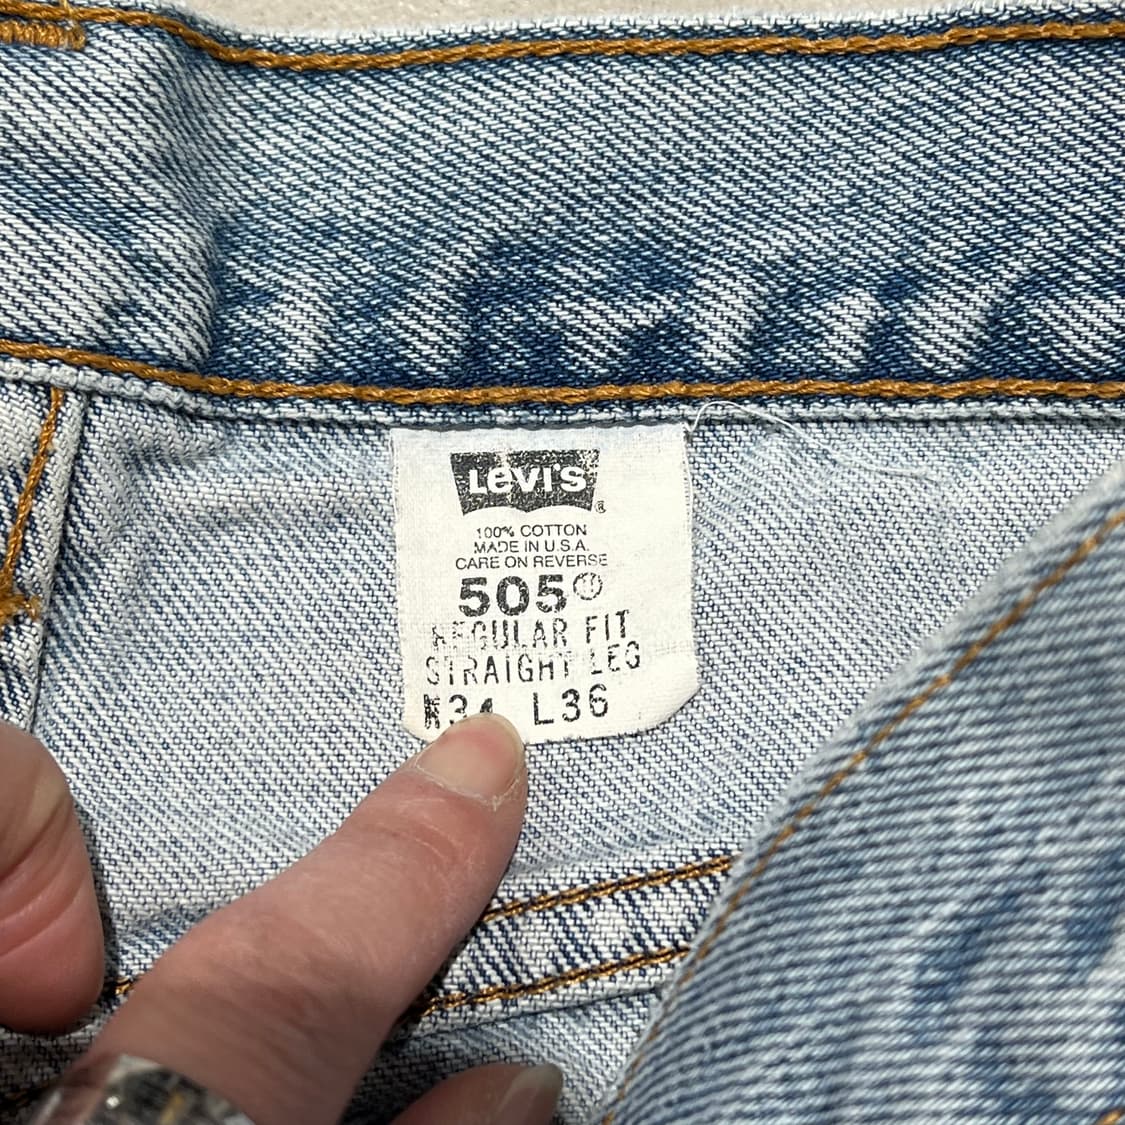 LEVI'S ®
100% COTTON
MADE IN U.S.A.
CARE ON REVERSE
505
REGULAR FIT
STRAIGHT LEG
W34 L36